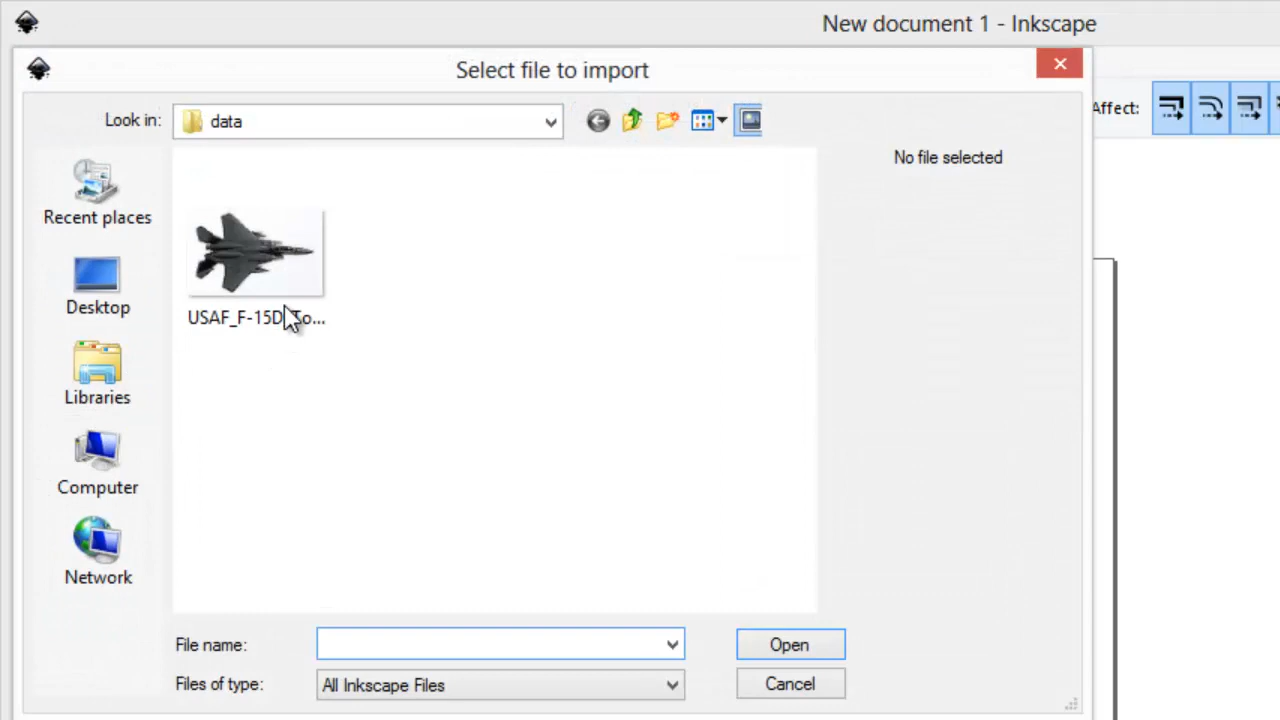 New document 1 - Inkscape
Select file to import
Look in:
data
Affect:
No file selected
Recent places
Desktop
Libraries
Computer
Network
USAF_F-15D_To...
File name:
Open
Files of type:
All Inkscape Files
Cancel